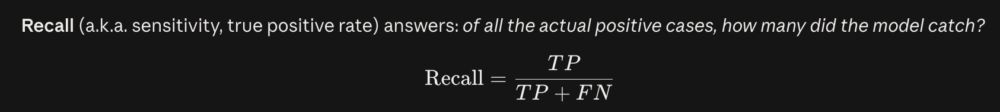 Recall (a.k.a. sensitivity, true positive rate) answers: of all the actual positive cases, how many did the model catch?
Recall = TP / (TP + FN)